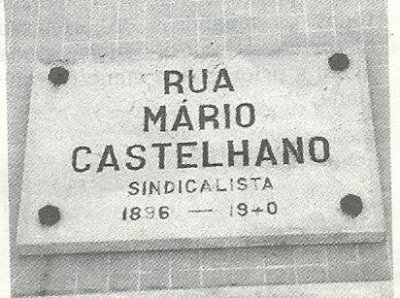 RUA
MÁRIO
CASTELHANO
SINDICALISTA
1896 — 1940